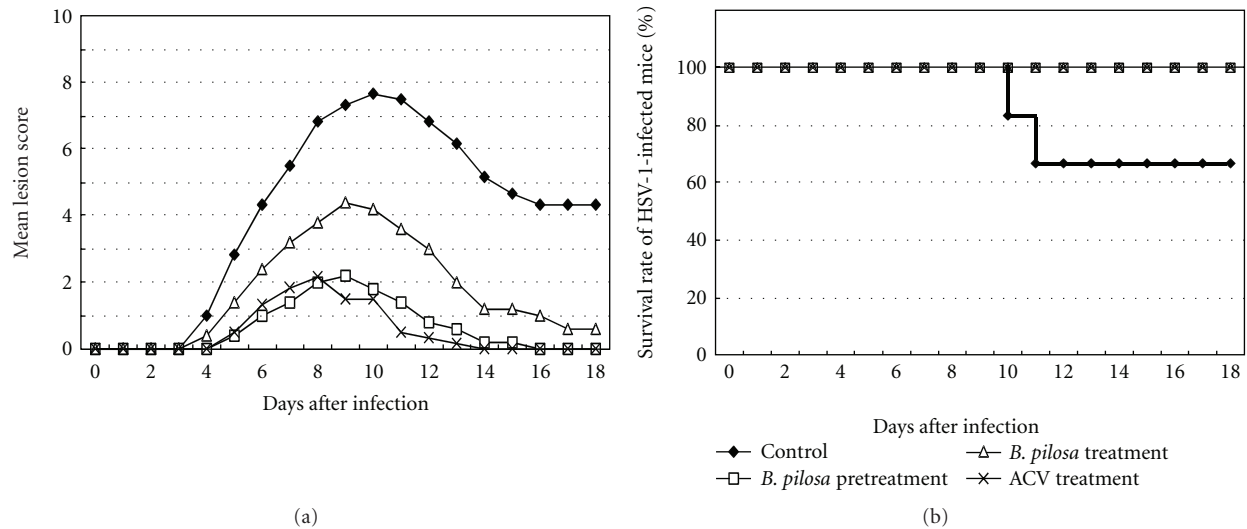 10
8
6
4
2
0
Mean lesion score
0 2 4 6 8 10 12 14 16 18
Days after infection
(a)
100
80
60
40
20
0
Survival rate of HSV-1-infected mice (%)
0 2 4 6 8 10 12 14 16 18
Days after infection
Control
B. pilosa treatment
B. pilosa pretreatment
ACV treatment
(b)